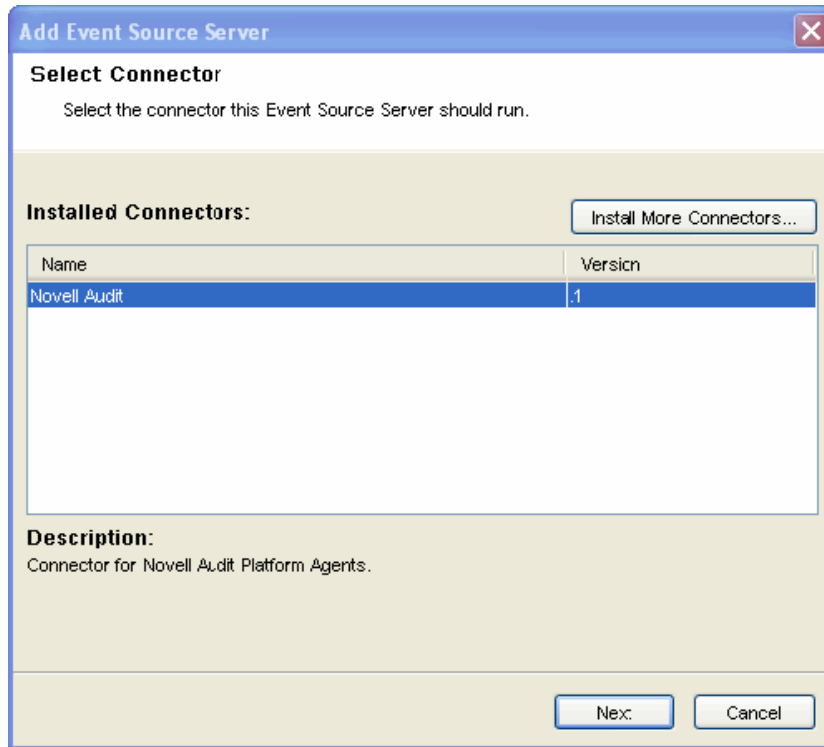 Add Event Source Server
Select Connector
Select the connector this Event Source Server should run.
Installed Connectors:
Install More Connectors...
Name Version
Novell Audit .1
Description:
Connector for Novell Audit Platform Agents.
Next Cancel